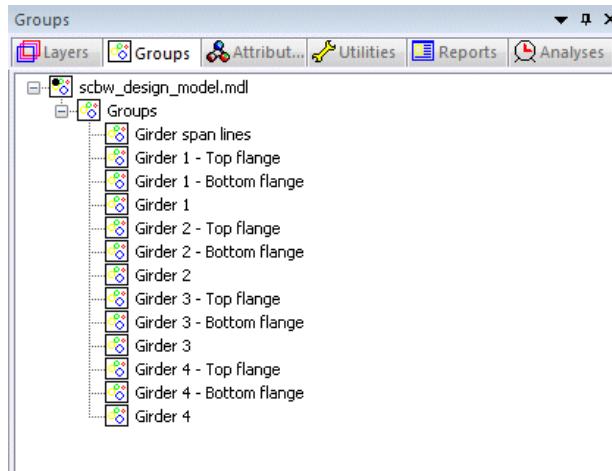 Groups
Layers Groups Attribut... Utilities Reports Analyses
scbw_design_model.mdl
Groups
Girder span lines
Girder 1 - Top flange
Girder 1 - Bottom flange
Girder 1
Girder 2 - Top flange
Girder 2 - Bottom flange
Girder 2
Girder 3 - Top flange
Girder 3 - Bottom flange
Girder 3
Girder 4 - Top flange
Girder 4 - Bottom flange
Girder 4